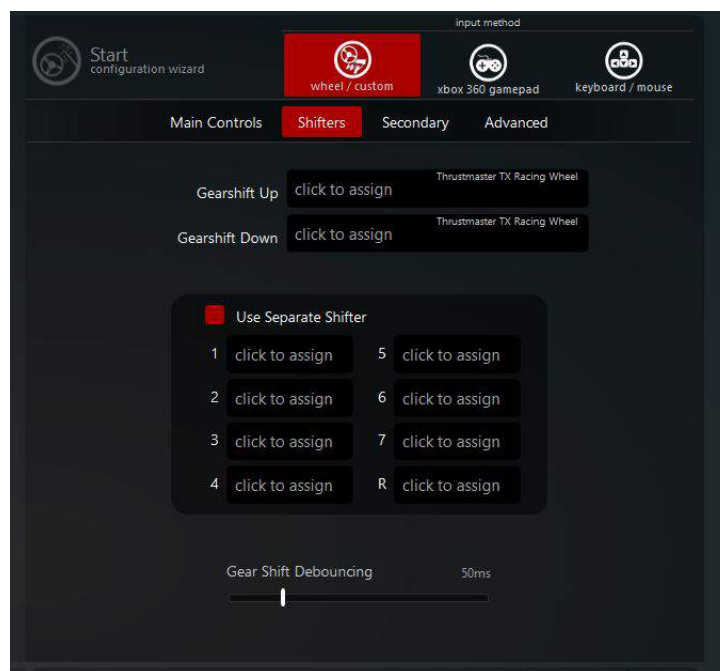 input method
Start
configuration wizard
wheel / custom
xbox 360 gamepad
keyboard / mouse
Main Controls Shifters Secondary Advanced
Gearshift Up click to assign Thrustmaster TX Racing Wheel
Gearshift Down click to assign Thrustmaster TX Racing Wheel
Use Separate Shifter
1 click to assign 5 click to assign
2 click to assign 6 click to assign
3 click to assign 7 click to assign
4 click to assign R click to assign
Gear Shift Debouncing 50ms